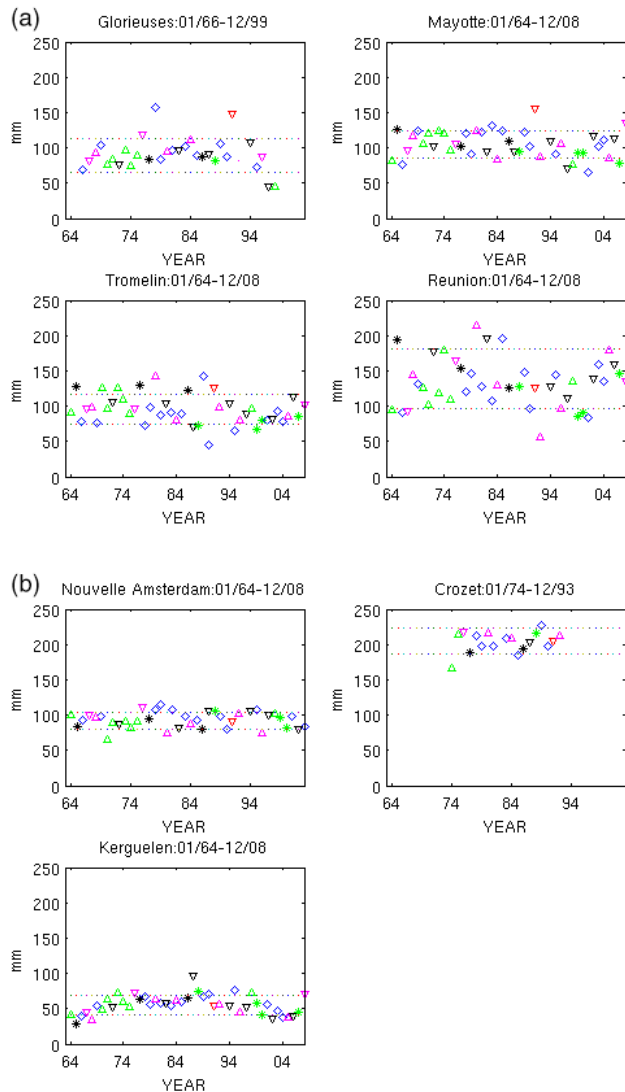 (a)
Glorieuses:01/66-12/99
250
200
150
100
50
0
mm
64 74 84 94
YEAR
Mayotte:01/64-12/08
250
200
150
100
50
0
mm
64 74 84 94 04
YEAR
Tromelin:01/64-12/08
250
200
150
100
50
0
mm
64 74 84 94 04
YEAR
Reunion:01/64-12/08
250
200
150
100
50
0
mm
64 74 84 94 04
YEAR
(b)
Nouvelle Amsterdam:01/64-12/08
250
200
150
100
50
0
mm
64 74 84 94 04
YEAR
Crozet:01/74-12/93
250
200
150
100
50
0
mm
64 74 84 94
YEAR
Kerguelen:01/64-12/08
250
200
150
100
50
0
mm
64 74 84 94 04
YEAR